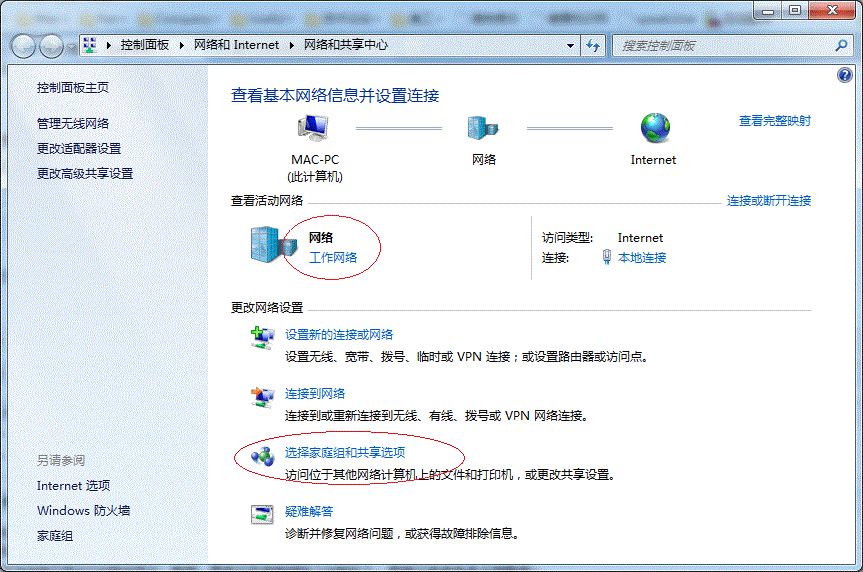 控制面板 ▸ 网络和 Internet ▸ 网络和共享中心
搜索控制面板
控制面板主页
管理无线网络
更改适配器设置
更改高级共享设置
查看基本网络信息并设置连接
查看完整映射
MAC-PC
(此计算机)
网络
Internet
查看活动网络
连接或断开连接
网络
工作网络
访问类型: Internet
连接: 本地连接
更改网络设置
设置新的连接或网络
设置无线、宽带、拨号、临时或 VPN 连接；或设置路由器或访问点。
连接到网络
连接到或重新连接到无线、有线、拨号或 VPN 网络连接。
选择家庭组和共享选项
访问位于其他网络计算机上的文件和打印机，或更改共享设置。
疑难解答
诊断并修复网络问题，或获得故障排除信息。
另请参阅
Internet 选项
Windows 防火墙
家庭组